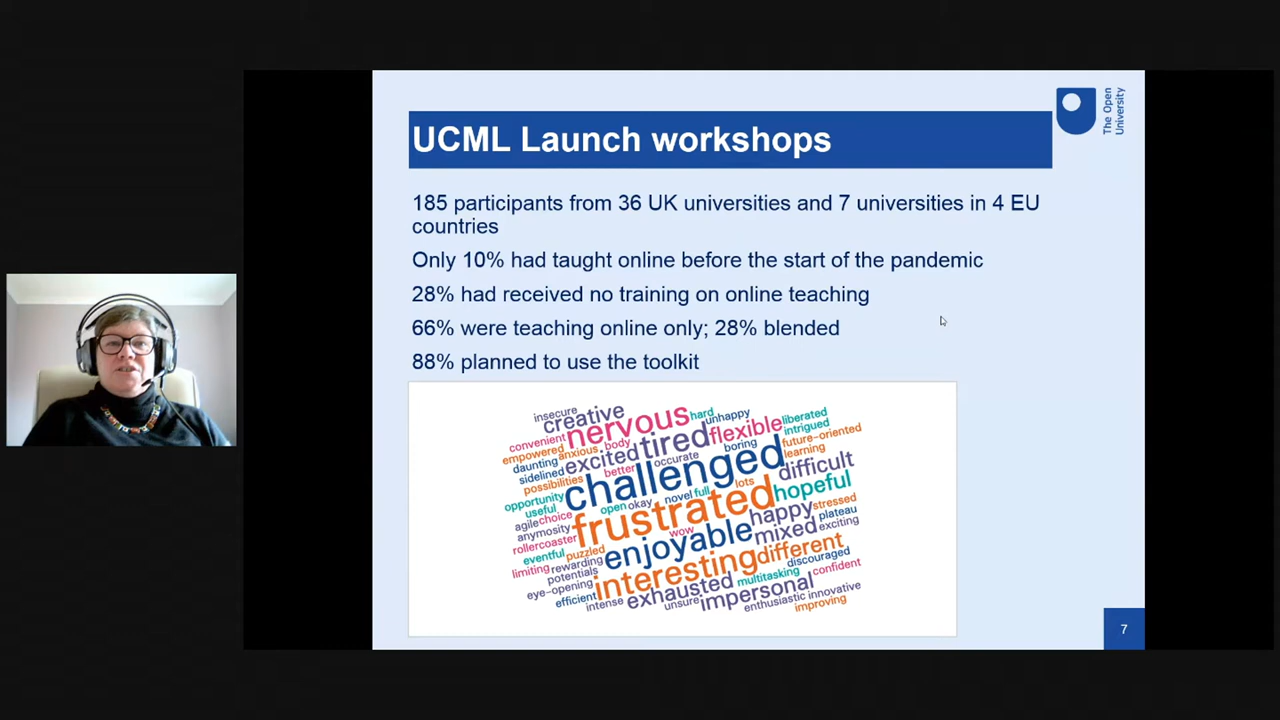 UCML Launch workshops
The Open
University
185 participants from 36 UK universities and 7 universities in 4 EU
countries
Only 10% had taught online before the start of the pandemic
28% had received no training on online teaching
66% were teaching online only; 28% blended
88% planned to use the toolkit
insecure
creative
nervous
hard
unhappy
liberated
convenient
body
flexible
intrigued
empowered
anxious
tired
boring
future-oriented
daunting
excited
occurate
learning
sidelined
better
challenged
difficult
possibilities
lots
hopeful
opportunity
open
okay
novel
full
useful
frustrated
happy
stressed
agile
choice
wow
plateau
anymosity
enjoyable
mixed
exciting
rollercoaster
puzzled
different
eventful
rewarding
interesting
discouraged
limiting
potentials
confident
eye-opening
exhausted
multitasking
efficient
intense
unsure
impersonal
innovative
enthusiastic
improving
7